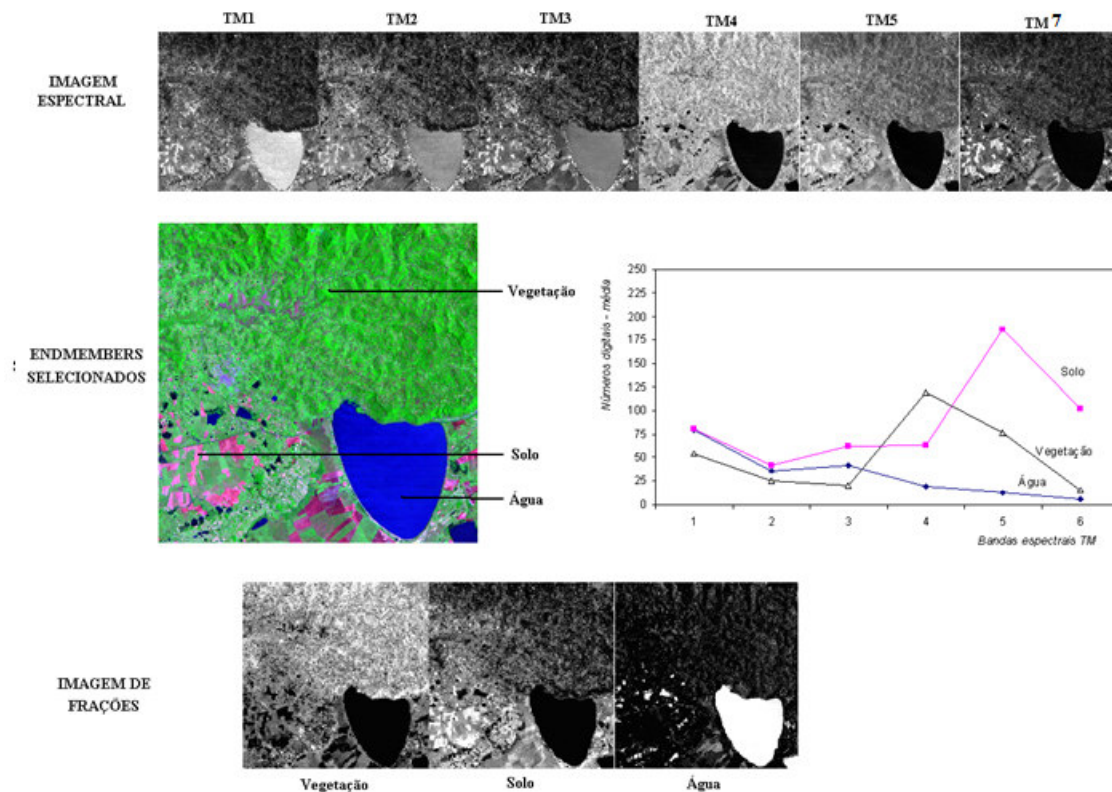 TM1 TM2 TM3 TM4 TM5 TM 7
IMAGEM
ESPECTRAL
ENDMEMBERS
SELECIONADOS
:
Vegetação
Solo
Água
Números digitais - média
250
225
200
175
150
125
100
75
50
25
0
1 2 3 4 5 6
Bandas espectrais TM
Solo
Vegetação
Água
IMAGEM DE
FRAÇÕES
Vegetação Solo Água